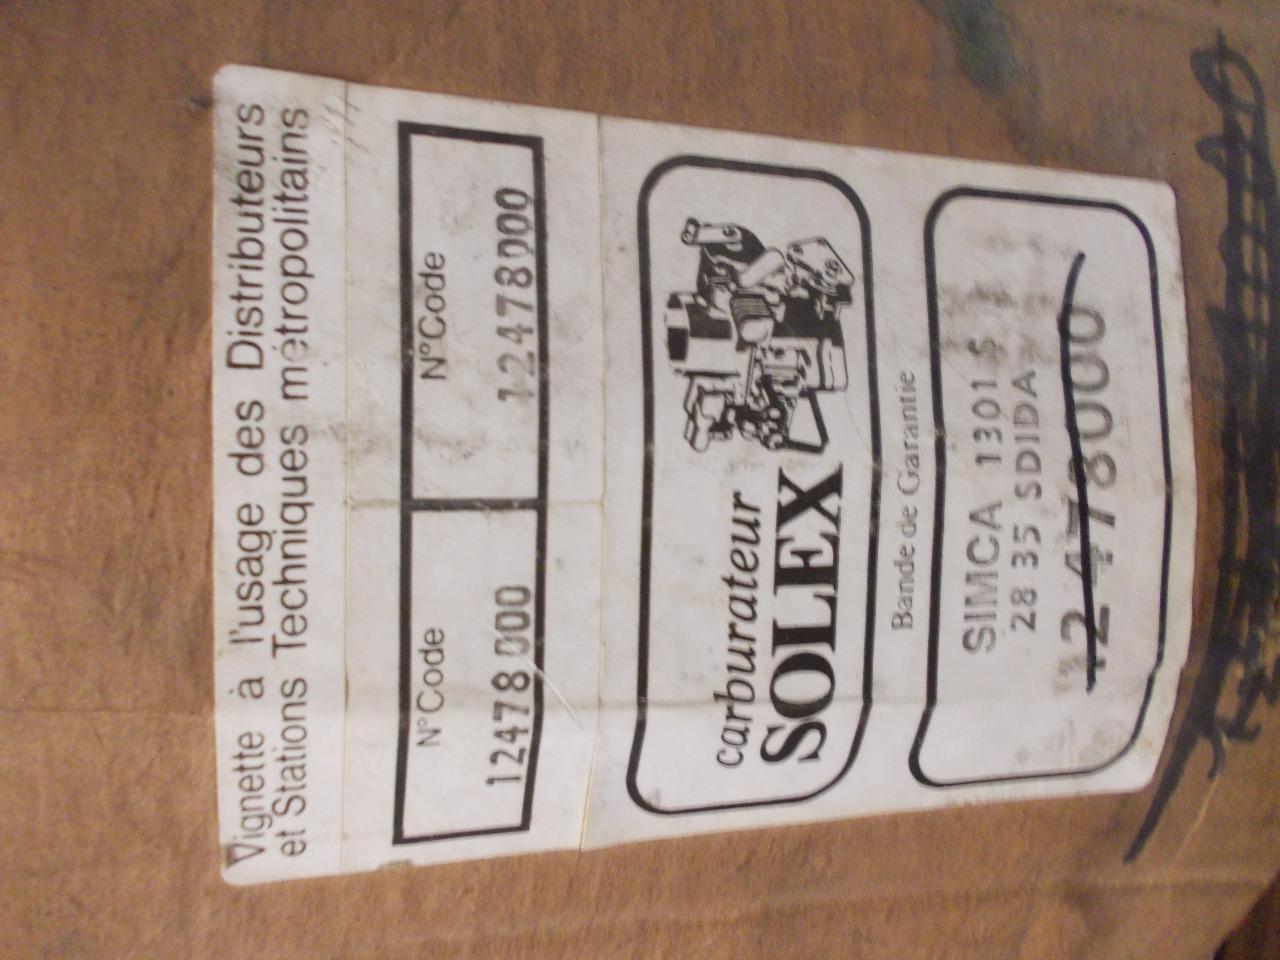 Vignette à l'usage des Distributeurs
et Stations Techniques métropolitains
N°Code
12478000
N°Code
12478000
carburateur
SOLEX
Bande de Garantie
SIMCA 1301 S
28 35 SDIDA
12478000